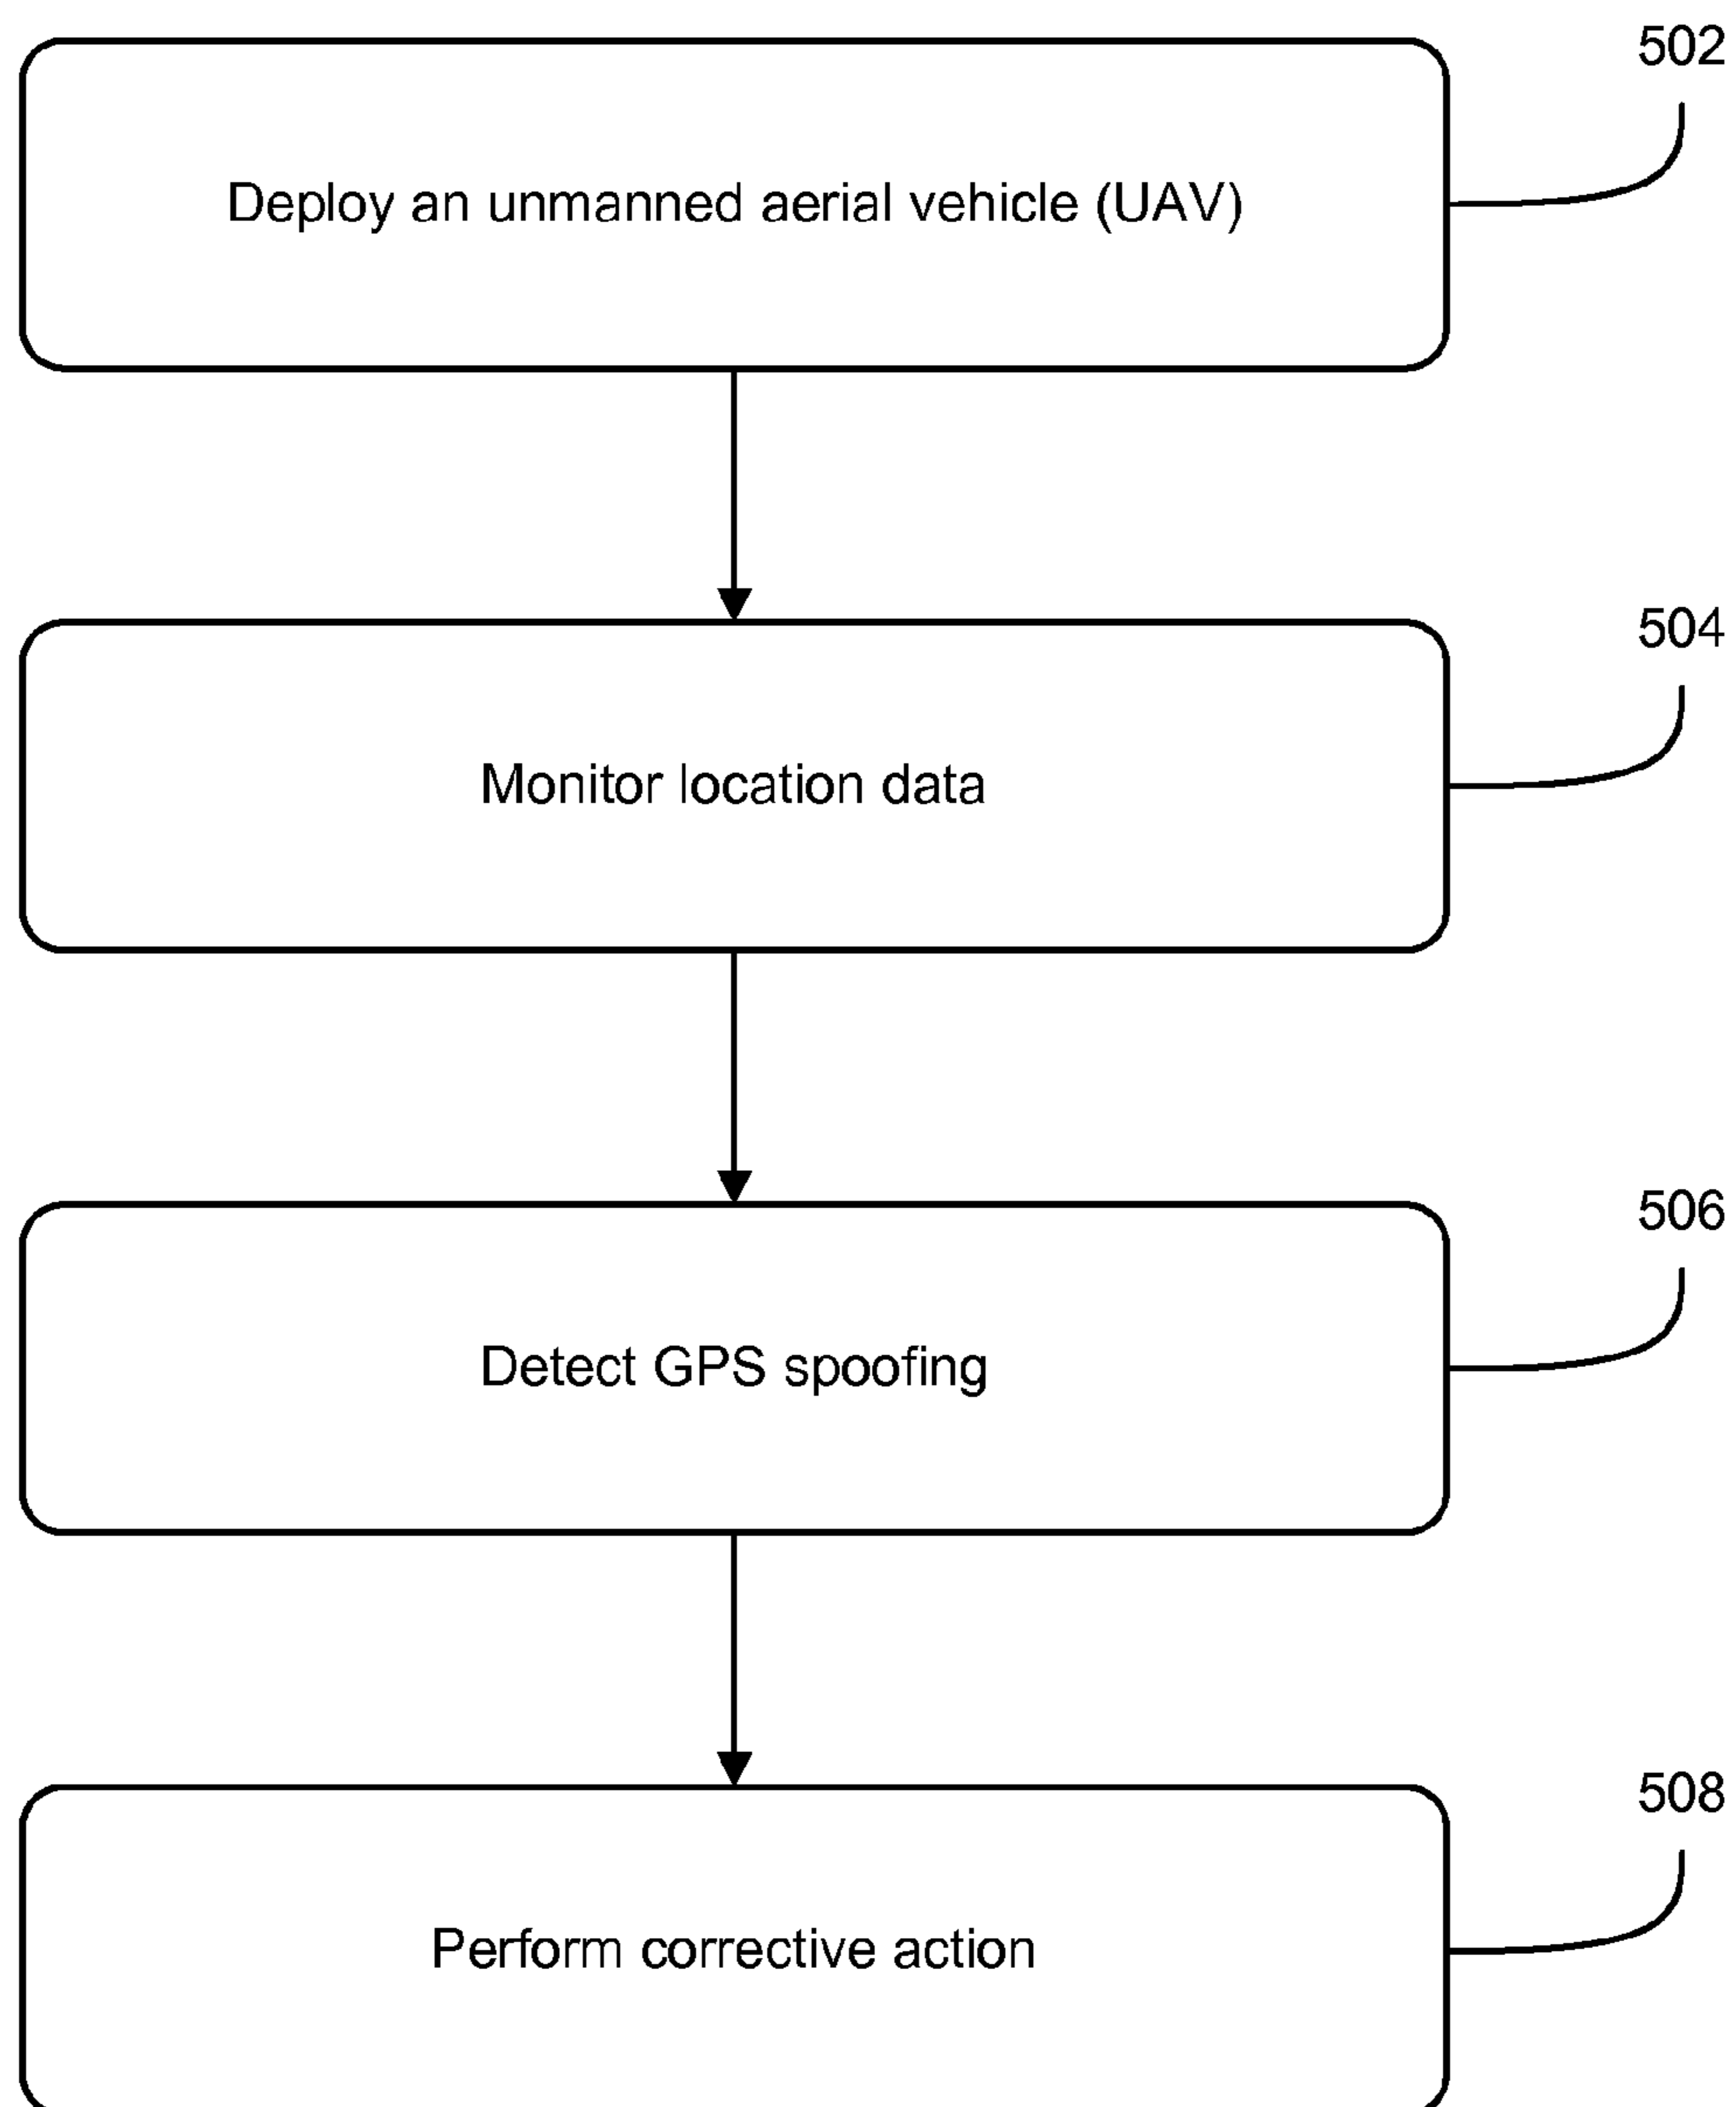 502
Deploy an unmanned aerial vehicle (UAV)
504
Monitor location data
506
Detect GPS spoofing
508
Perform corrective action